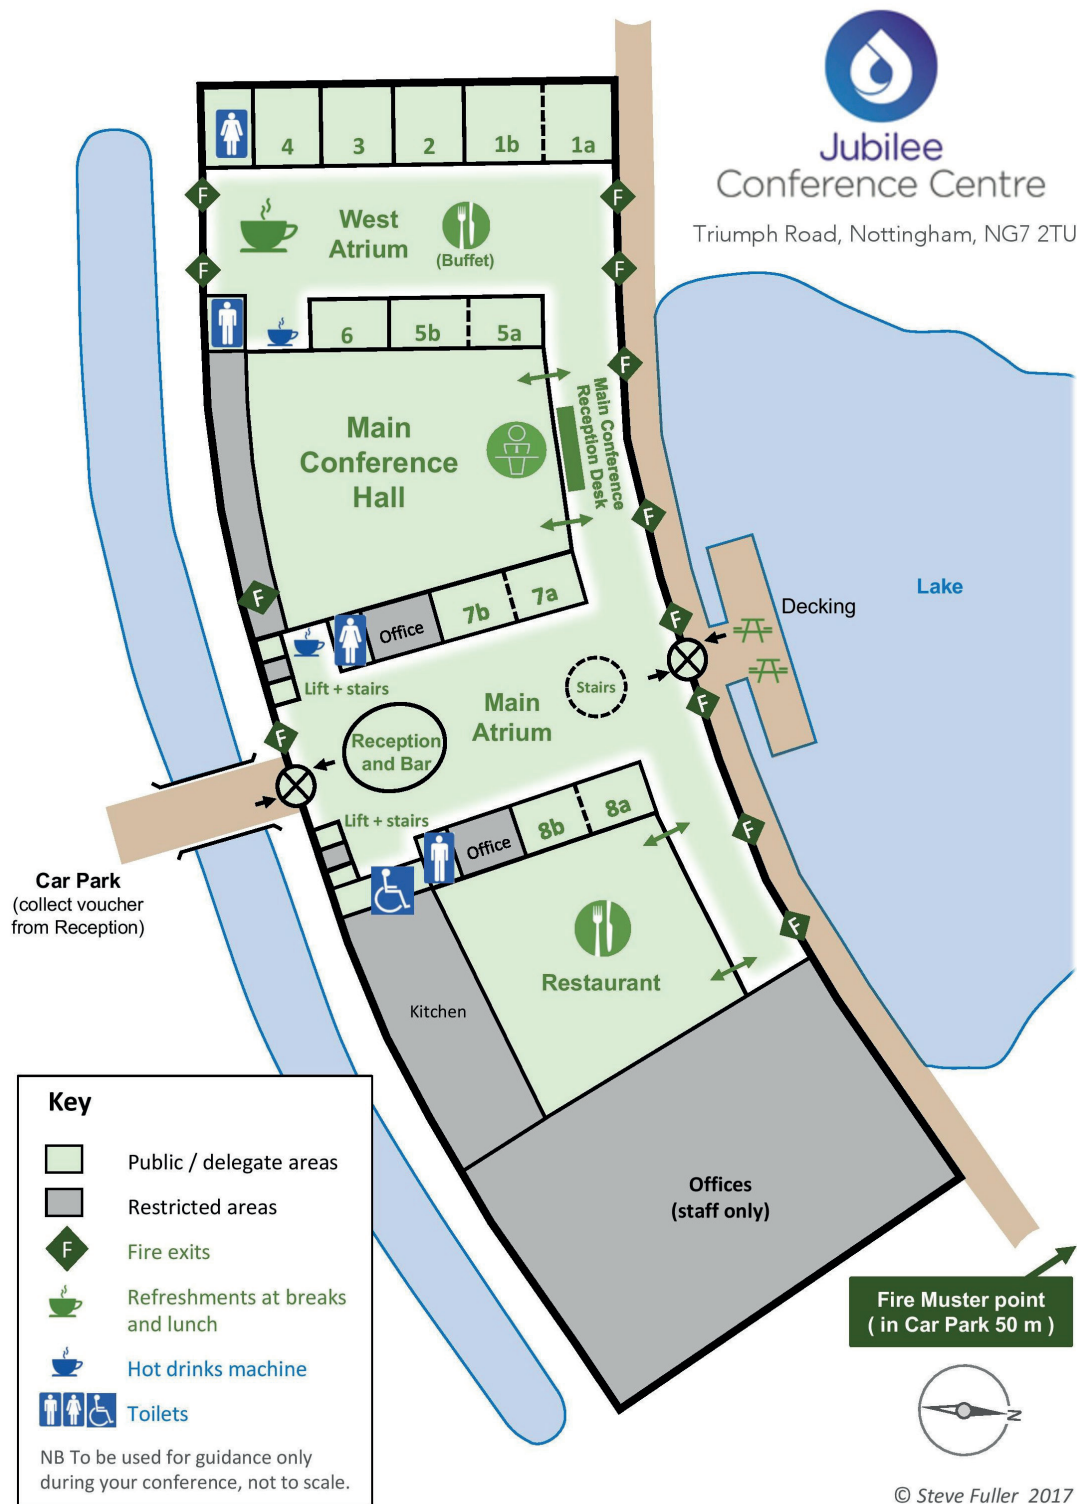 Jubilee
Conference Centre
Triumph Road, Nottingham, NG7 2TU
4
3
2
1b
1a
F
F
West
Atrium
(Buffet)
F
F
6
5b
5a
F
Main
Conference
Hall
Main Conference
Reception Desk
F
Lake
Decking
F
7b
7a
Office
F
Lift + stairs
Stairs
Main
Atrium
F
F
Reception
and Bar
Lift + stairs
Office
8b
8a
F
Car Park
(collect voucher
from Reception)
F
Restaurant
Kitchen
Offices
(staff only)
Key
Public / delegate areas
Restricted areas
F
Fire exits
Refreshments at breaks
and lunch
Hot drinks machine
Toilets
NB To be used for guidance only
during your conference, not to scale.
Fire Muster point
( in Car Park 50 m )
N
© Steve Fuller 2017